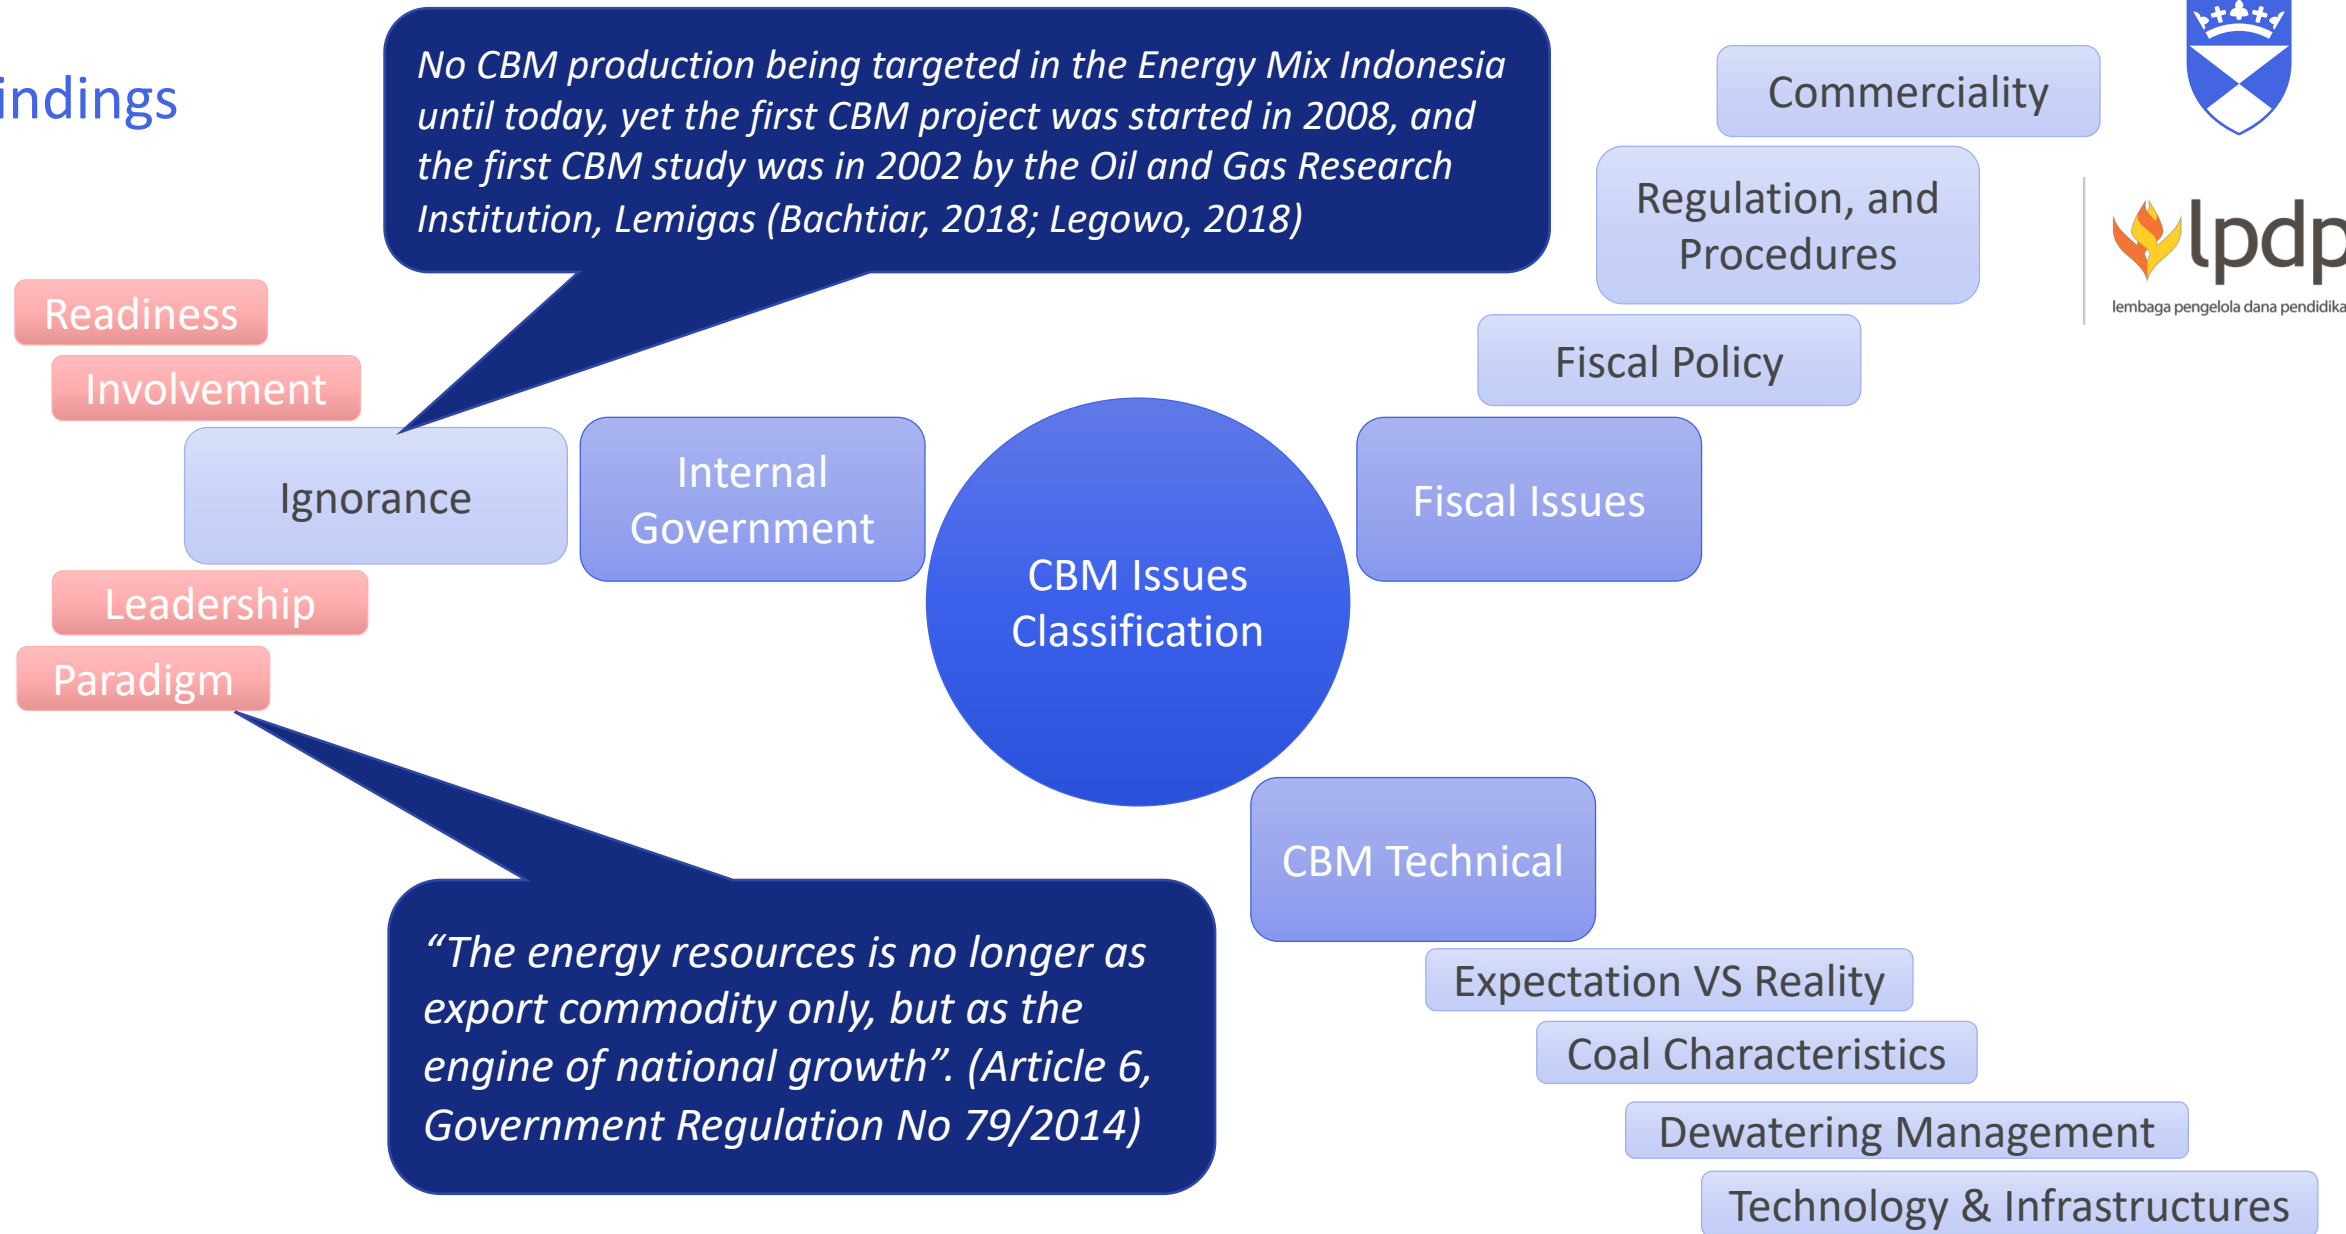 indings
No CBM production being targeted in the Energy Mix Indonesia
until today, yet the first CBM project was started in 2008, and
the first CBM study was in 2002 by the Oil and Gas Research
Institution, Lemigas (Bachtiar, 2018; Legowo, 2018)
Commerciality
Regulation, and
Procedures
Fiscal Policy
lpdp
lembaga pengelola dana pendidika
Readiness
Involvement
Ignorance
Leadership
Paradigm
Internal
Government
CBM Issues
Classification
Fiscal Issues
CBM Technical
Expectation VS Reality
Coal Characteristics
Dewatering Management
Technology & Infrastructures
“The energy resources is no longer as
export commodity only, but as the
engine of national growth”. (Article 6,
Government Regulation No 79/2014)